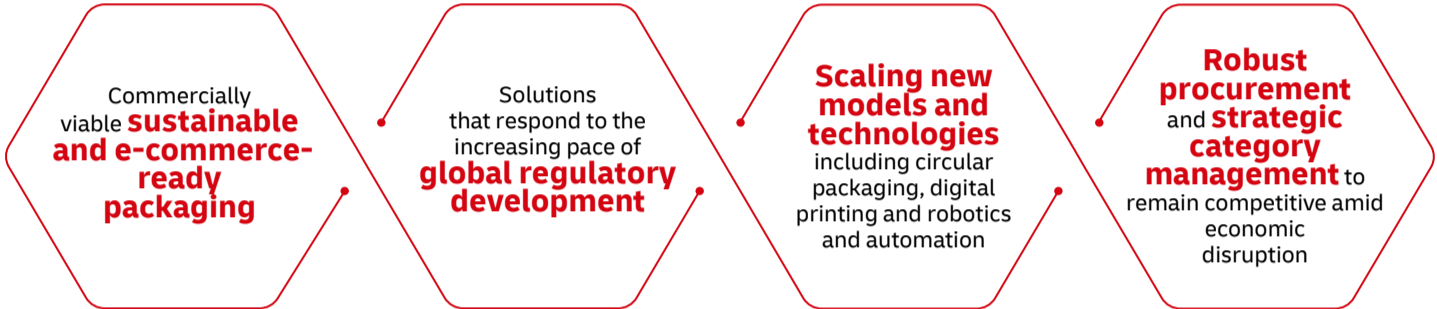 Commercially
viable sustainable
and e-commerce-
ready
packaging
Solutions
that respond to the
increasing pace of
global regulatory
development
Scaling new
models and
technologies
including circular
packaging, digital
printing and robotics
and automation
Robust
procurement
and strategic
category
management to
remain competitive amid
economic
disruption